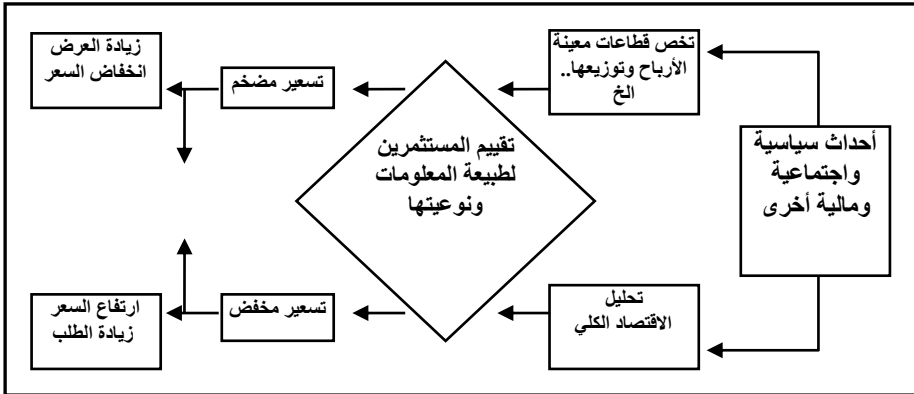 أحداث سياسية
واجتماعية
ومالية أخرى
تخص قطاعات معينة
الأرباح وتوزيعها..
الخ
تحليل
الاقتصاد الكلي
تقييم المستثمرين
لطبيعة المعلومات
ونوعيتها
تسعير مضخم
زيادة العرض
انخفاض السعر
تسعير مخفض
ارتفاع السعر
زيادة الطلب